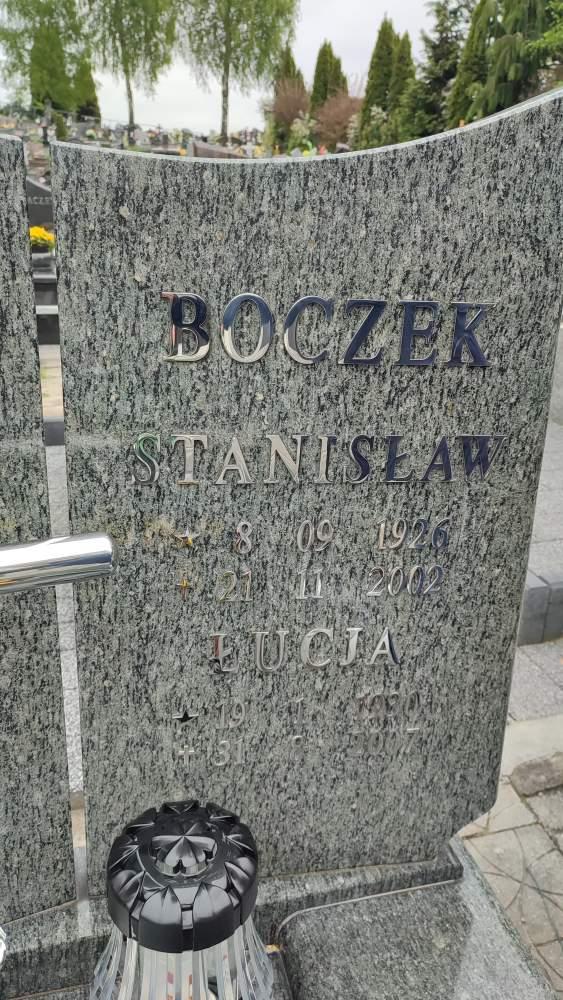 BOCZEK
STANISŁAW
8 09 1926
21 11 2002
ŁUCJA
19
31